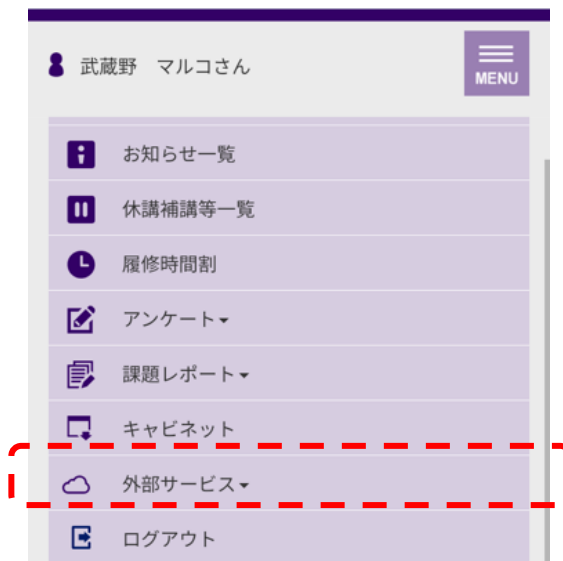 武蔵野　マルコさん
MENU
お知らせ一覧
休講補講等一覧
履修時間割
アンケート
課題レポート
キャビネット
外部サービス
ログアウト